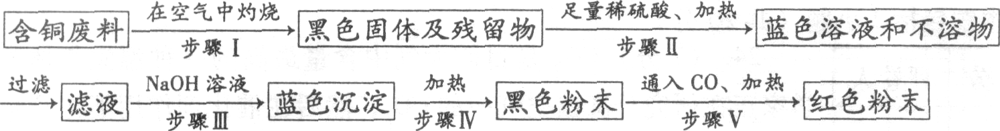 在空气中灼烧 足量稀硫酸、加热
含铜废料 黑色固体及残留物 蓝色溶液和不溶物
步骤Ⅰ 步骤Ⅱ
过滤 NaOH 溶液 加热 通入 CO、加热
滤液 蓝色沉淀 黑色粉末 红色粉末
步骤Ⅲ 步骤Ⅳ 步骤Ⅴ